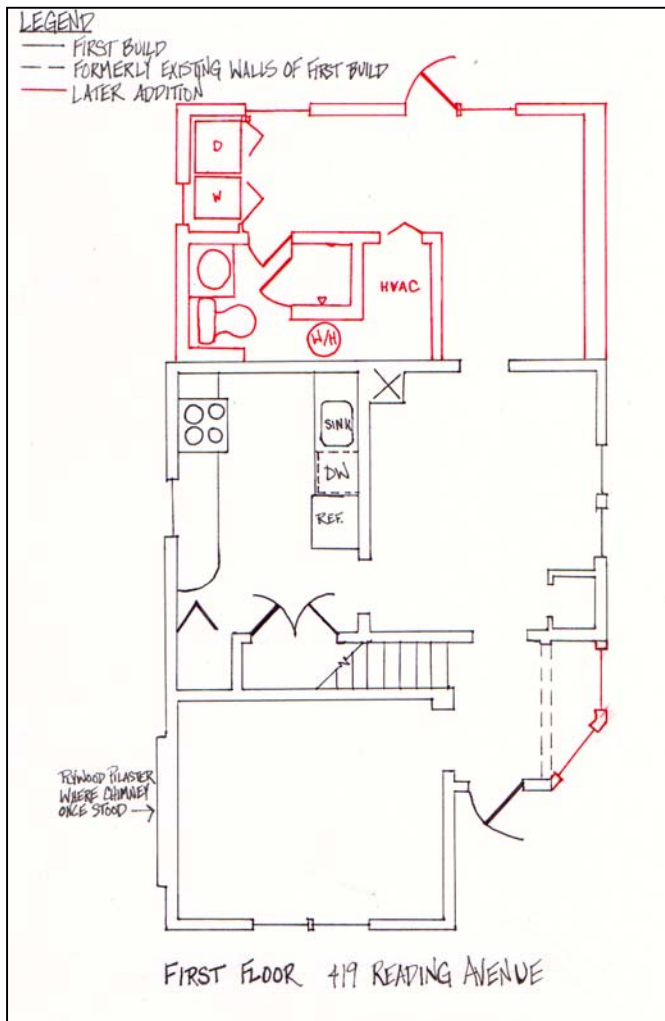 LEGEND
FIRST BUILD
FORMERLY EXISTING WALLS OF FIRST BUILD
LATER ADDITION
D
W
HVAC
W/H
SINK
DW
REF.
PLYWOOD PILASTER
WHERE CHIMNEY
ONCE STOOD
FIRST FLOOR 419 READING AVENUE